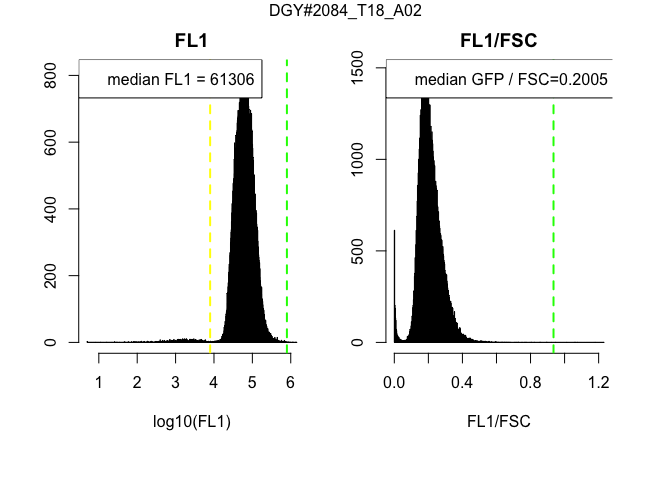 DGY#2084_T18_A02
FL1
median FL1 = 61306
0 200 400 600 800
1 2 3 4 5 6
log10(FL1)
FL1/FSC
median GFP / FSC=0.2005
0 500 1000 1500
0.0 0.4 0.8 1.2
FL1/FSC